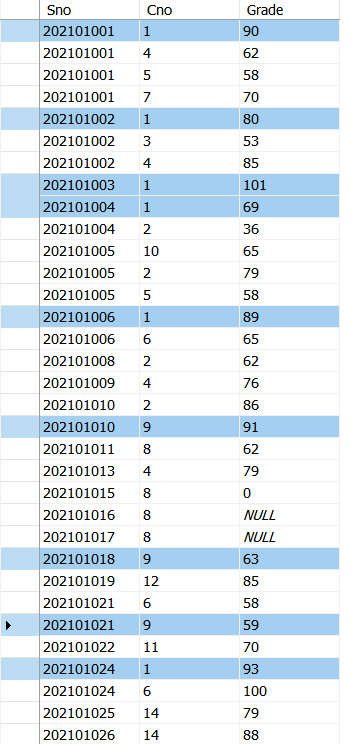 Sno Cno Grade
202101001 1 90
202101001 4 62
202101001 5 58
202101001 7 70
202101002 1 80
202101002 3 53
202101002 4 85
202101003 1 101
202101004 1 69
202101004 2 36
202101005 10 65
202101005 2 79
202101005 5 58
202101006 1 89
202101006 6 65
202101008 2 62
202101009 4 76
202101010 2 86
202101010 9 91
202101011 8 62
202101013 4 79
202101015 8 0
202101016 8 NULL
202101017 8 NULL
202101018 9 63
202101019 12 85
202101021 6 58
202101021 9 59
202101022 11 70
202101024 1 93
202101024 6 100
202101025 14 79
202101026 14 88